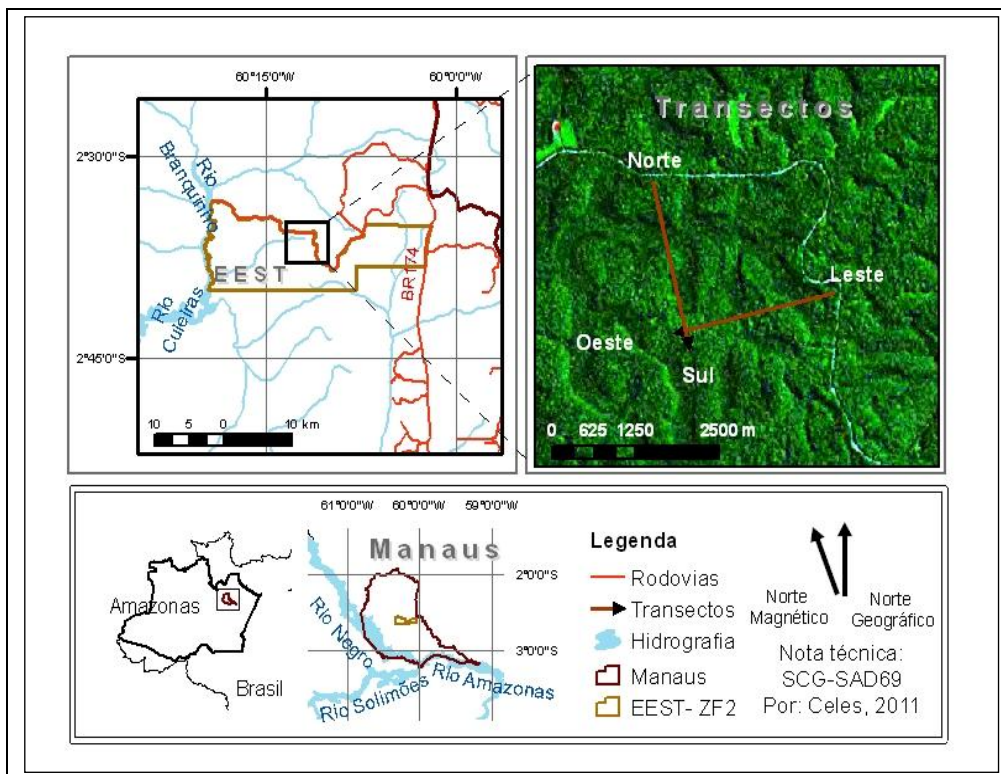 60°15'0"W
60°0'0"W
2°30'0"S
2°45'0"S
Rio
Branquinho
EEST
Rio
Cuieiras
BR174
10 5 0 10 km
Transectos
Norte
Leste
Oeste
Sul
0 625 1250 2500 m
Amazonas
Brasil
61°0'0"W 60°0'0"W 59°0'0"W
Manaus
2°0'0"S
3°0'0"S
Rio Negro
Rio Solimões
Rio Amazonas
Legenda
Rodovias
Transectos
Hidrografia
Manaus
EEST- ZF2
Norte
Magnético
Norte
Geográfico
Nota técnica:
SCG-SAD69
Por: Celes, 2011